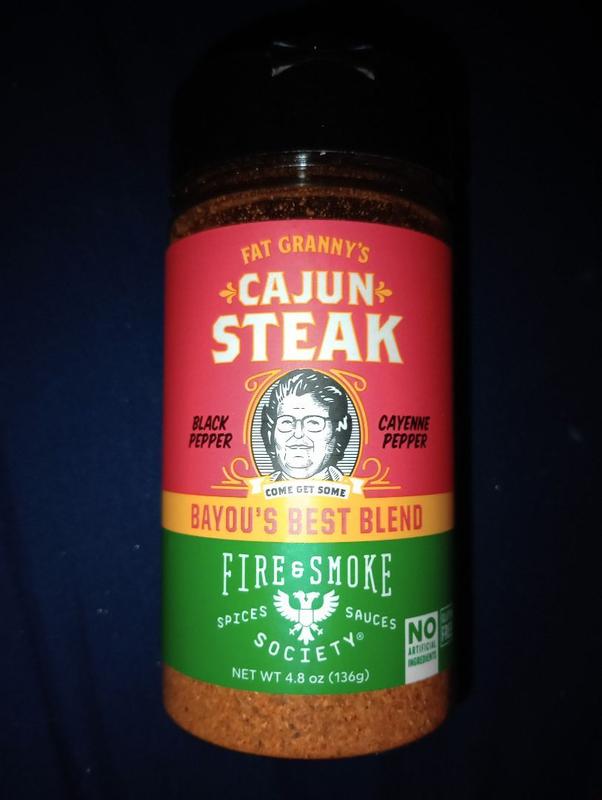 FAT GRANNY'S
CAJUN
STEAK
BLACK
PEPPER
CAYENNE
PEPPER
COME GET SOME
BAYOU'S BEST BLEND
FIRE & SMOKE
SPICES SAUCES
SOCIETY®
NET WT 4.8 oz (136g)
NO
ARTIFICIAL
INGREDIENTS